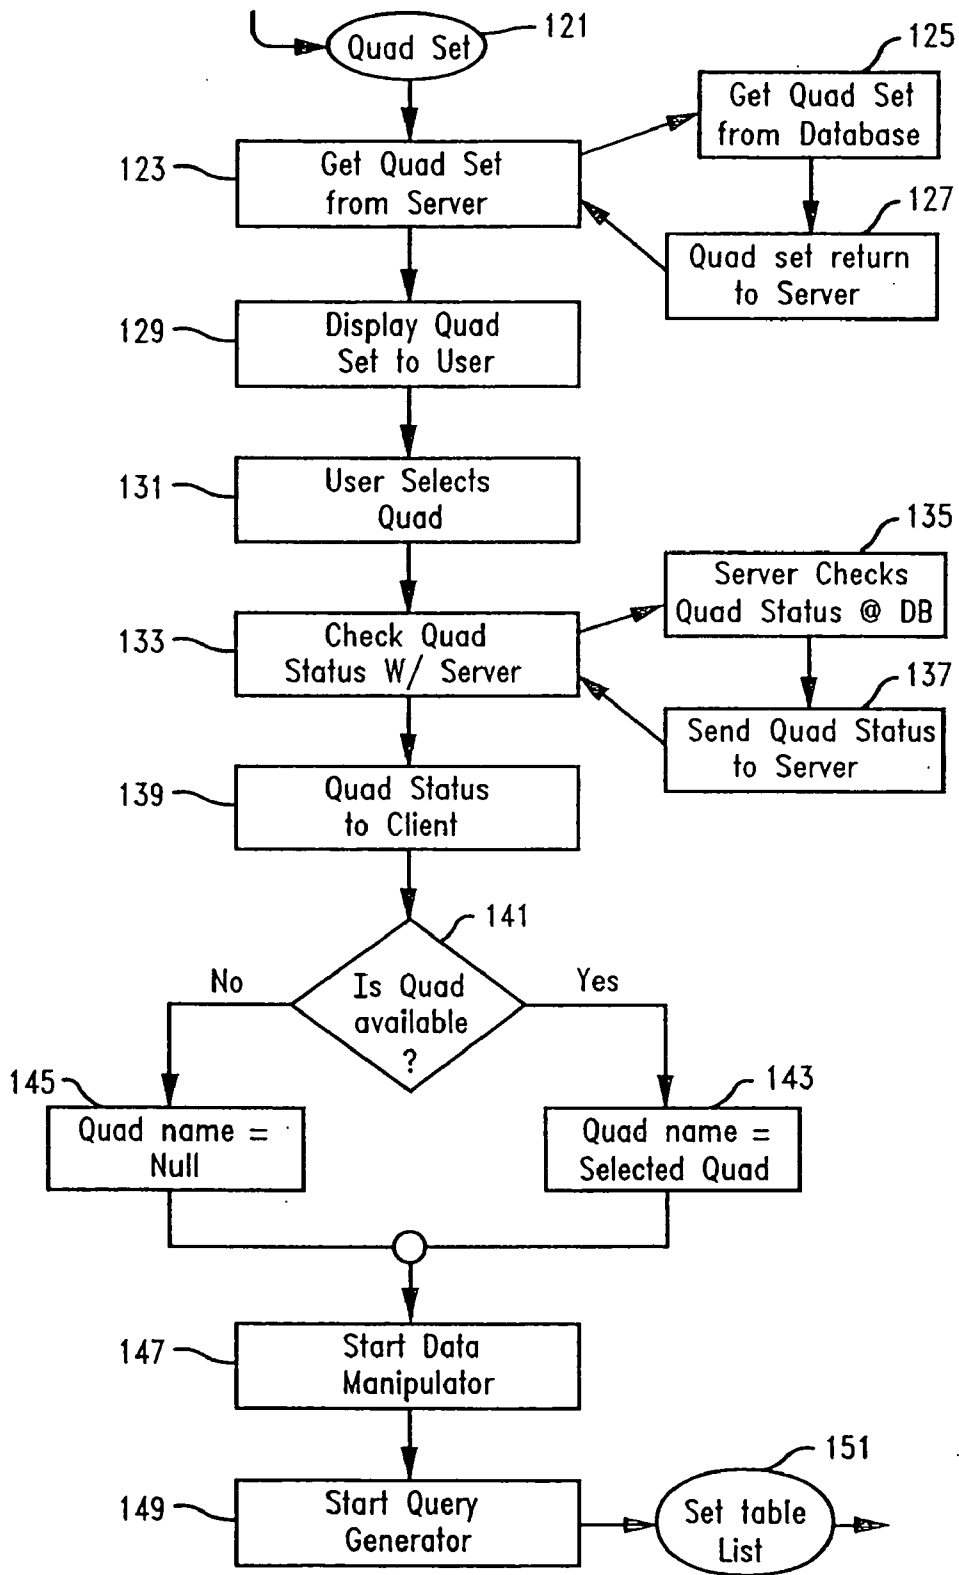 Quad Set
121
125
Get Quad Set
from Database
123
Get Quad Set
from Server
127
Quad set return
to Server
129
Display Quad
Set to User
131
User Selects
Quad
135
Server Checks
Quad Status @ DB
133
Check Quad
Status W/ Server
137
Send Quad Status
to Server
139
Quad Status
to Client
141
No
Is Quad
available
?
Yes
145
Quad name =
Null
143
Quad name =
Selected Quad
147
Start Data
Manipulator
149
Start Query
Generator
151
Set table
List